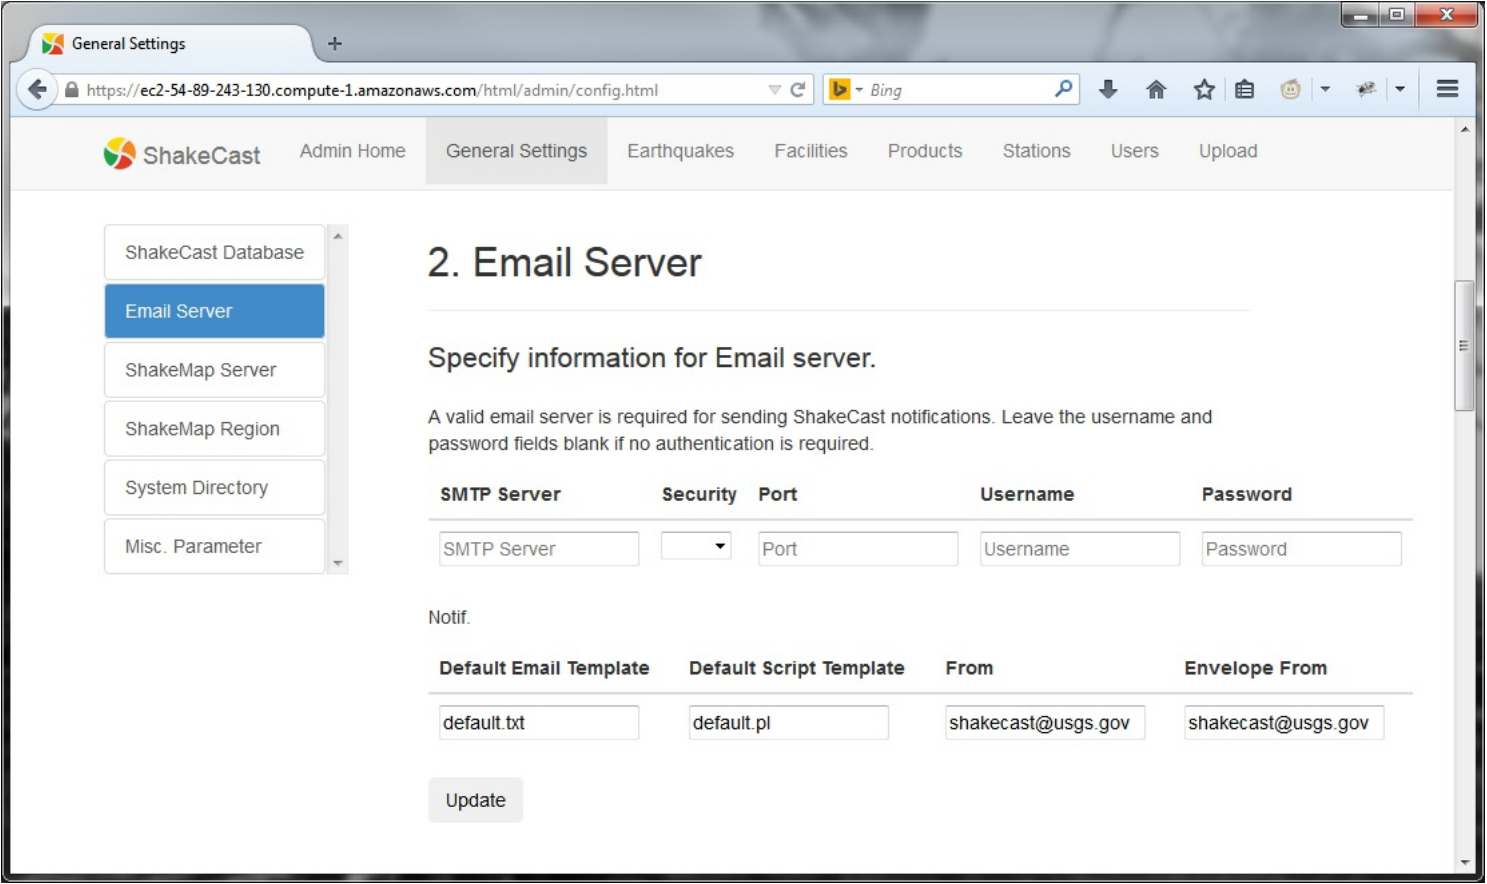 General Settings
https://ec2-54-89-243-130.compute-1.amazonaws.com/html/admin/config.html
Bing
ShakeCast Admin Home General Settings Earthquakes Facilities Products Stations Users Upload
ShakeCast Database
Email Server
ShakeMap Server
ShakeMap Region
System Directory
Misc. Parameter
2. Email Server
Specify information for Email server.
A valid email server is required for sending ShakeCast notifications. Leave the username and
password fields blank if no authentication is required.
SMTP Server Security Port Username Password
SMTP Server Port Username Password
Notif.
Default Email Template Default Script Template From Envelope From
default.txt default.pl shakecast@usgs.gov shakecast@usgs.gov
Update